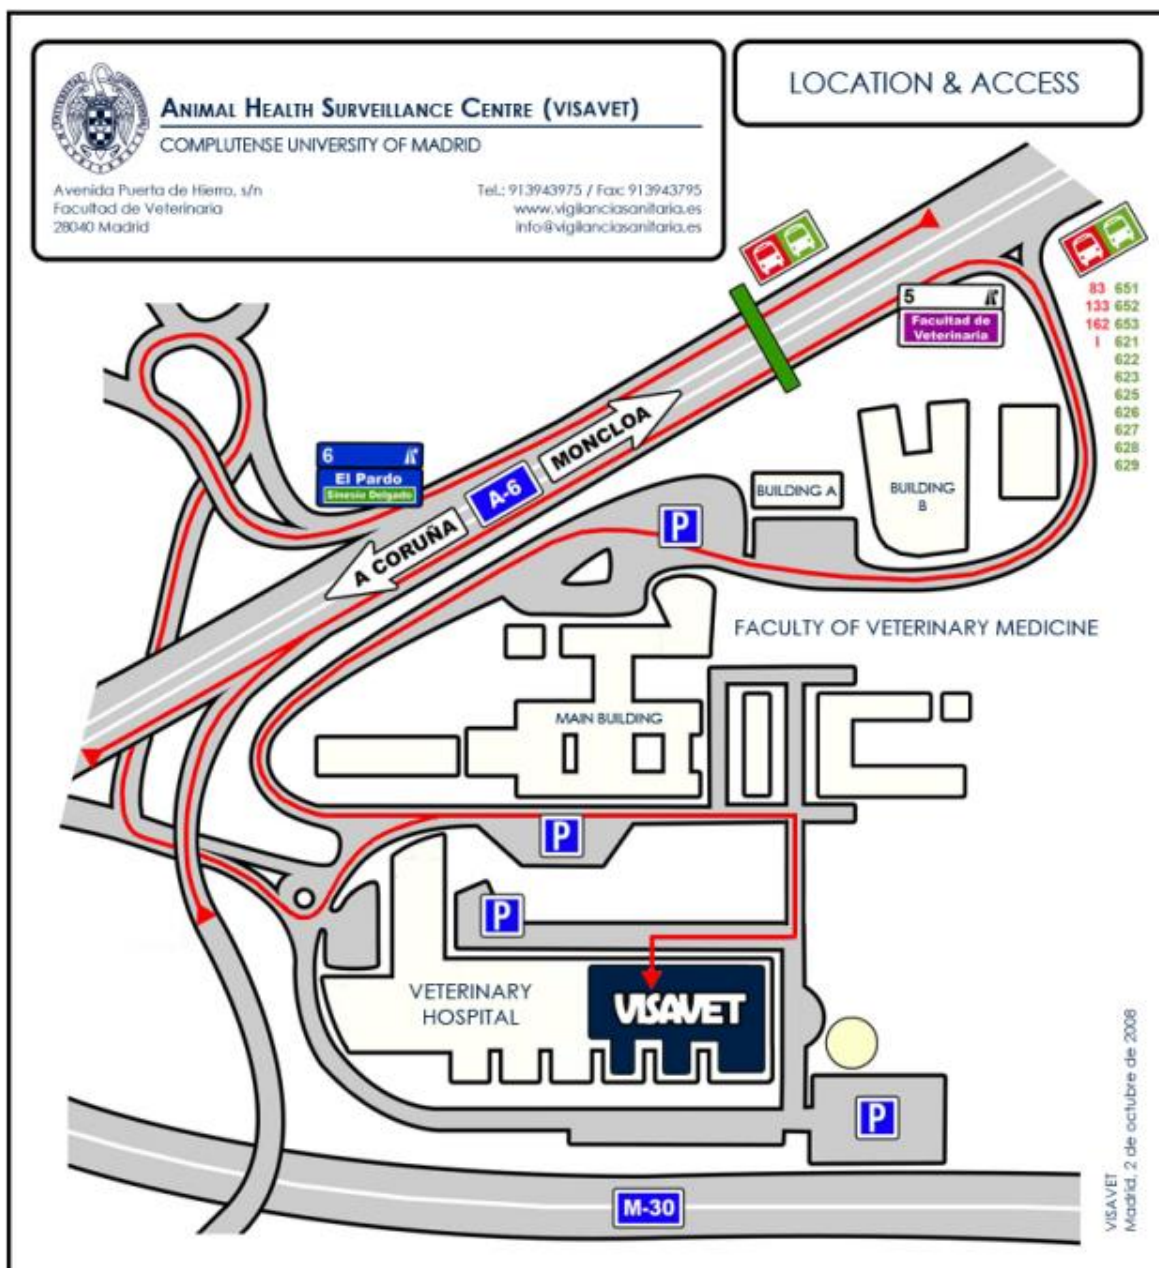 ANIMAL HEALTH SURVEILLANCE CENTRE (VISAVET)
COMPLUTENSE UNIVERSITY OF MADRID
Avenida Puerta de Hierro, s/n
Facultad de Veterinaria
28040 Madrid
Tel.: 913943975 / Fax: 913943795
www.vigilanciasanitaria.es
info@vigilanciasanitaria.es
LOCATION & ACCESS
83 651
133 652
162 653
I 621
622
623
625
626
627
628
629
5
Facultad de
Veterinaria
6
El Pardo
Sinesio Delgado
MONCLOA
A-6
A CORUÑA
P
BUILDING A
BUILDING
B
FACULTY OF VETERINARY MEDICINE
MAIN BUILDING
P
P
VETERINARY
HOSPITAL
VISAVET
P
M-30
VISAVET
Madrid, 2 de octubre de 2008